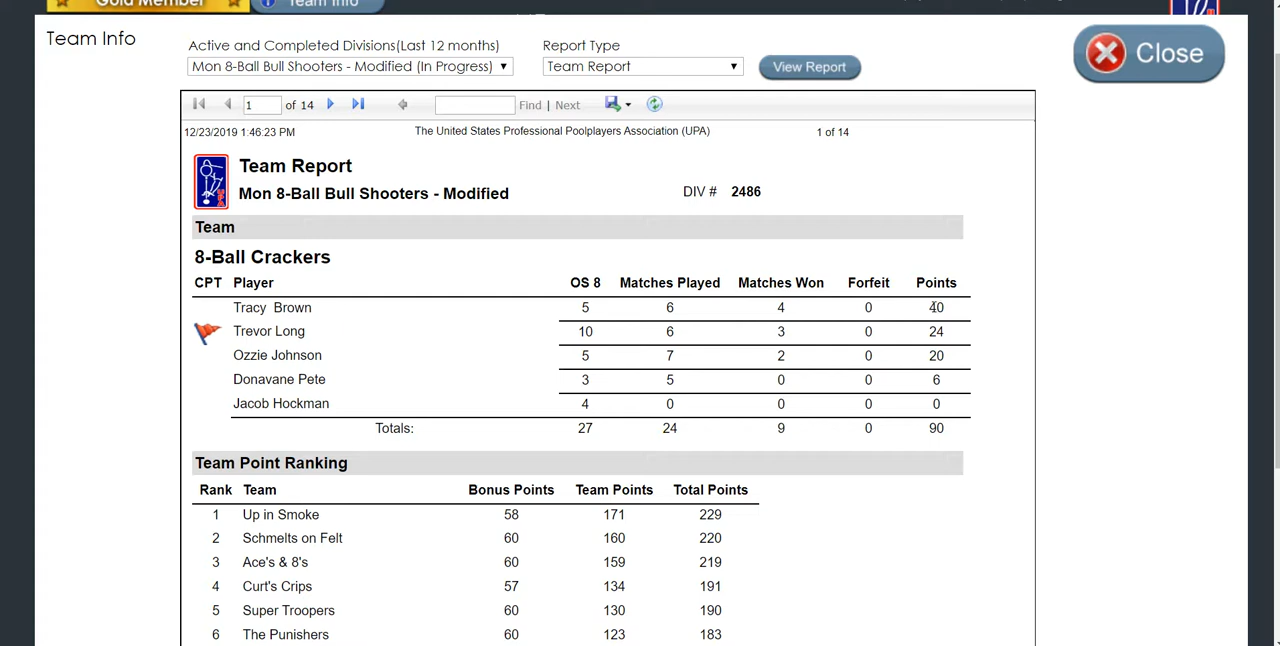 Gold Member Team Info
Team Info
Active and Completed Divisions(Last 12 months) Report Type
Mon 8-Ball Bull Shooters - Modified (In Progress) Team Report View Report Close
1 of 14 Find | Next
12/23/2019 1:46:23 PM The United States Professional Poolplayers Association (UPA) 1 of 14
Team Report
Mon 8-Ball Bull Shooters - Modified DIV # 2486
Team
8-Ball Crackers
CPT Player OS 8 Matches Played Matches Won Forfeit Points
Tracy Brown 5 6 4 0 40
Trevor Long 10 6 3 0 24
Ozzie Johnson 5 7 2 0 20
Donavane Pete 3 5 0 0 6
Jacob Hockman 4 0 0 0 0
Totals: 27 24 9 0 90
Team Point Ranking
Rank Team Bonus Points Team Points Total Points
1 Up in Smoke 58 171 229
2 Schmelts on Felt 60 160 220
3 Ace's & 8's 60 159 219
4 Curt's Crips 57 134 191
5 Super Troopers 60 130 190
6 The Punishers 60 123 183